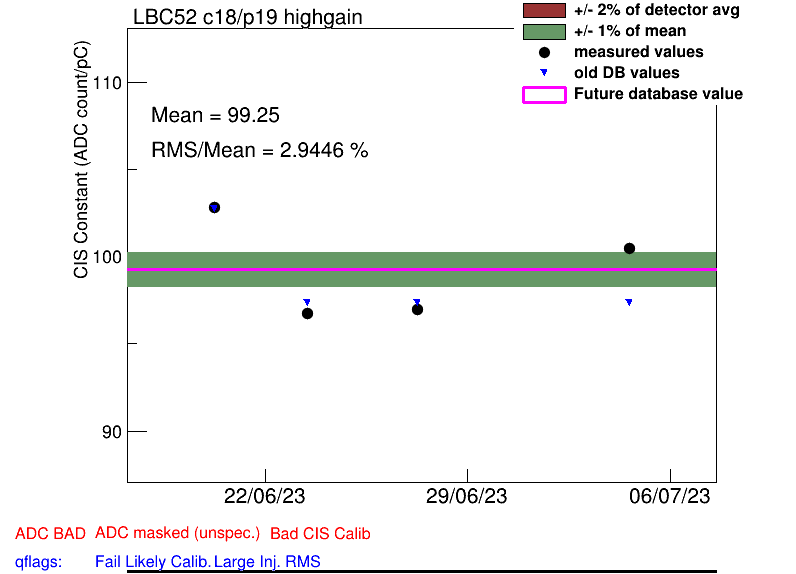 LBC52 c18/p19 highgain
+/- 2% of detector avg
+/- 1% of mean
measured values
old DB values
Future database value
CIS Constant (ADC count/pC)
110
Mean = 99.25
RMS/Mean = 2.9446 %
100
90
22/06/23 29/06/23 06/07/23
ADC BAD ADC masked (unspec.) Bad CIS Calib
qflags: Fail Likely Calib. Large Inj. RMS